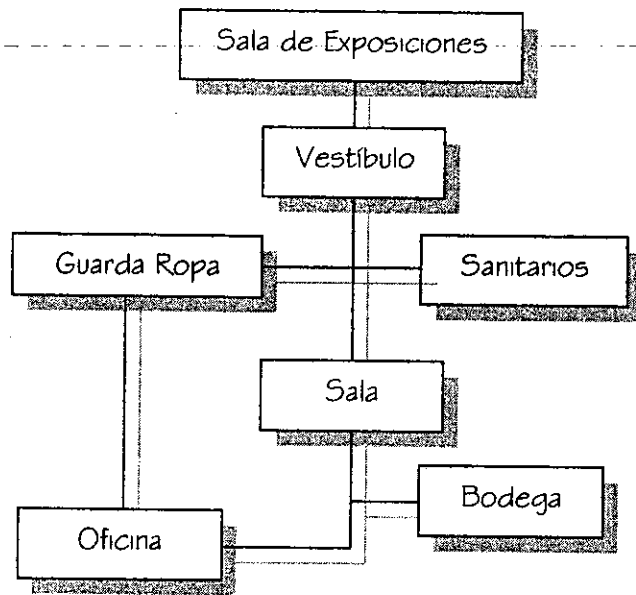 Sala de Exposiciones
Vestíbulo
Guarda Ropa
Sanitarios
Sala
Bodega
Oficina